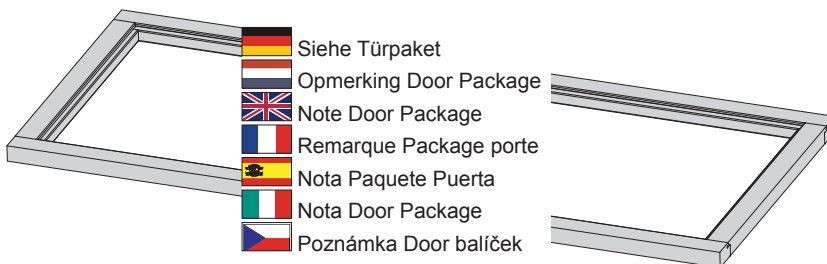 Siehe Türpaket
Opmerking Door Package
Note Door Package
Remarque Package porte
Nota Paquete Puerta
Nota Door Package
Poznámka Door balíček